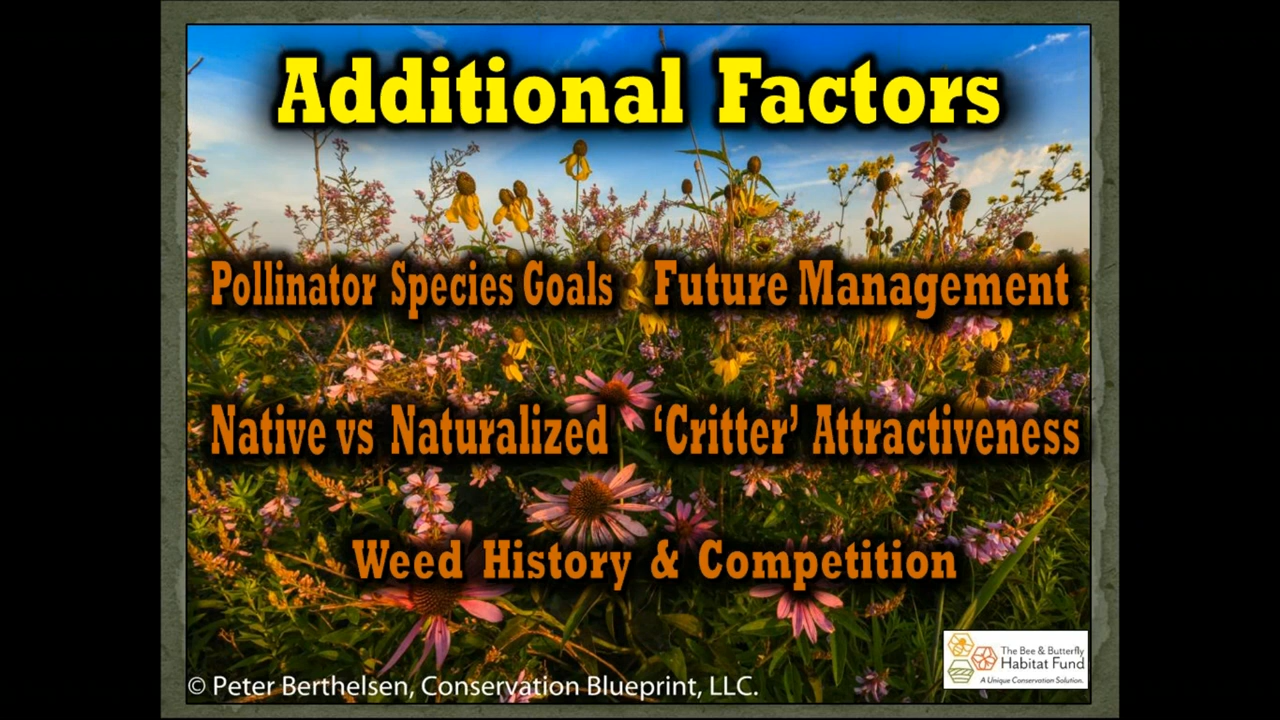 Additional Factors
Pollinator Species Goals
Future Management
Native vs Naturalized
‘Critter’ Attractiveness
Weed History & Competition
The Bee & Butterfly
Habitat Fund
A Unique Conservation Solution.
© Peter Berthelsen, Conservation Blueprint, LLC.